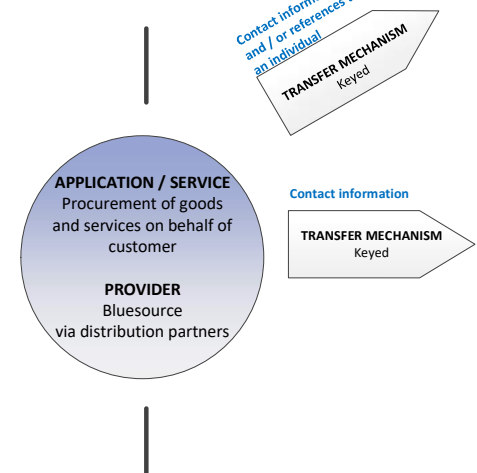 Contact
and / or references
an individual
TRANSFER MECHANISM
Keyed
APPLICATION / SERVICE
Procurement of goods
and services on behalf of
customer
PROVIDER
Bluesource
via distribution partners
Contact information
TRANSFER MECHANISM
Keyed